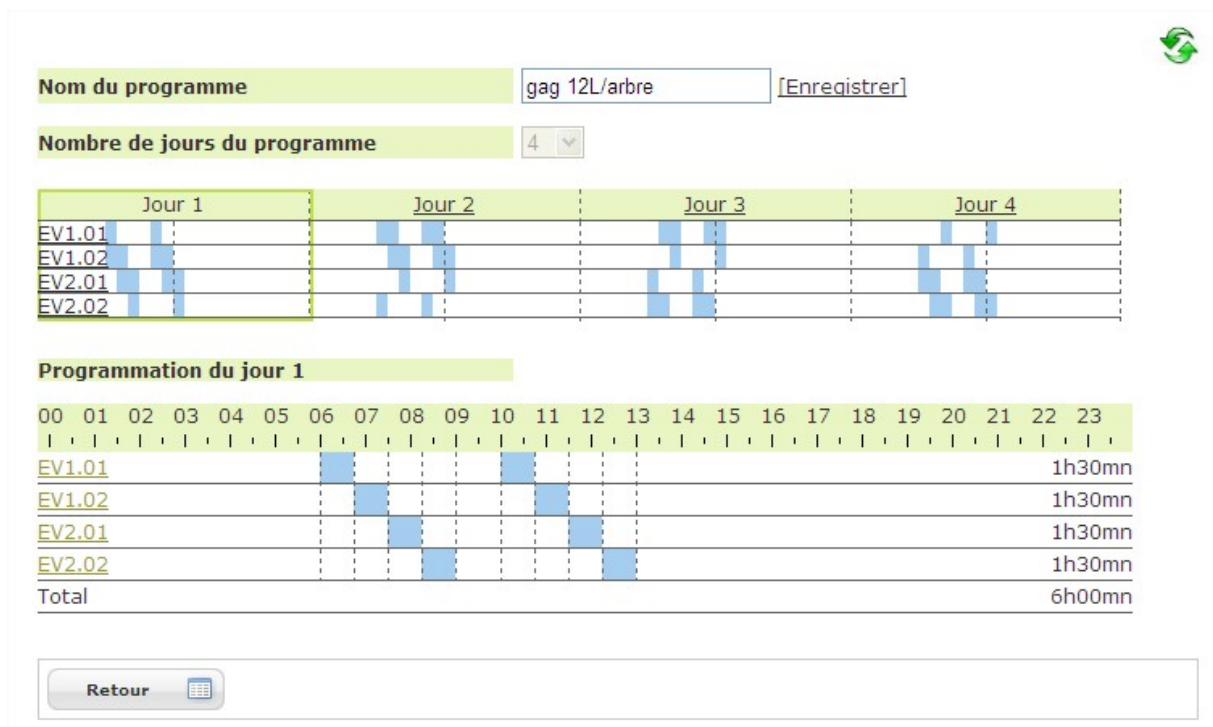 Nom du programme gag 12L/arbre [Enregistrer]
Nombre de jours du programme 4
Jour 1 Jour 2 Jour 3 Jour 4
EV1.01
EV1.02
EV2.01
EV2.02
Programmation du jour 1
00 01 02 03 04 05 06 07 08 09 10 11 12 13 14 15 16 17 18 19 20 21 22 23
EV1.01 1h30mn
EV1.02 1h30mn
EV2.01 1h30mn
EV2.02 1h30mn
Total 6h00mn
Retour